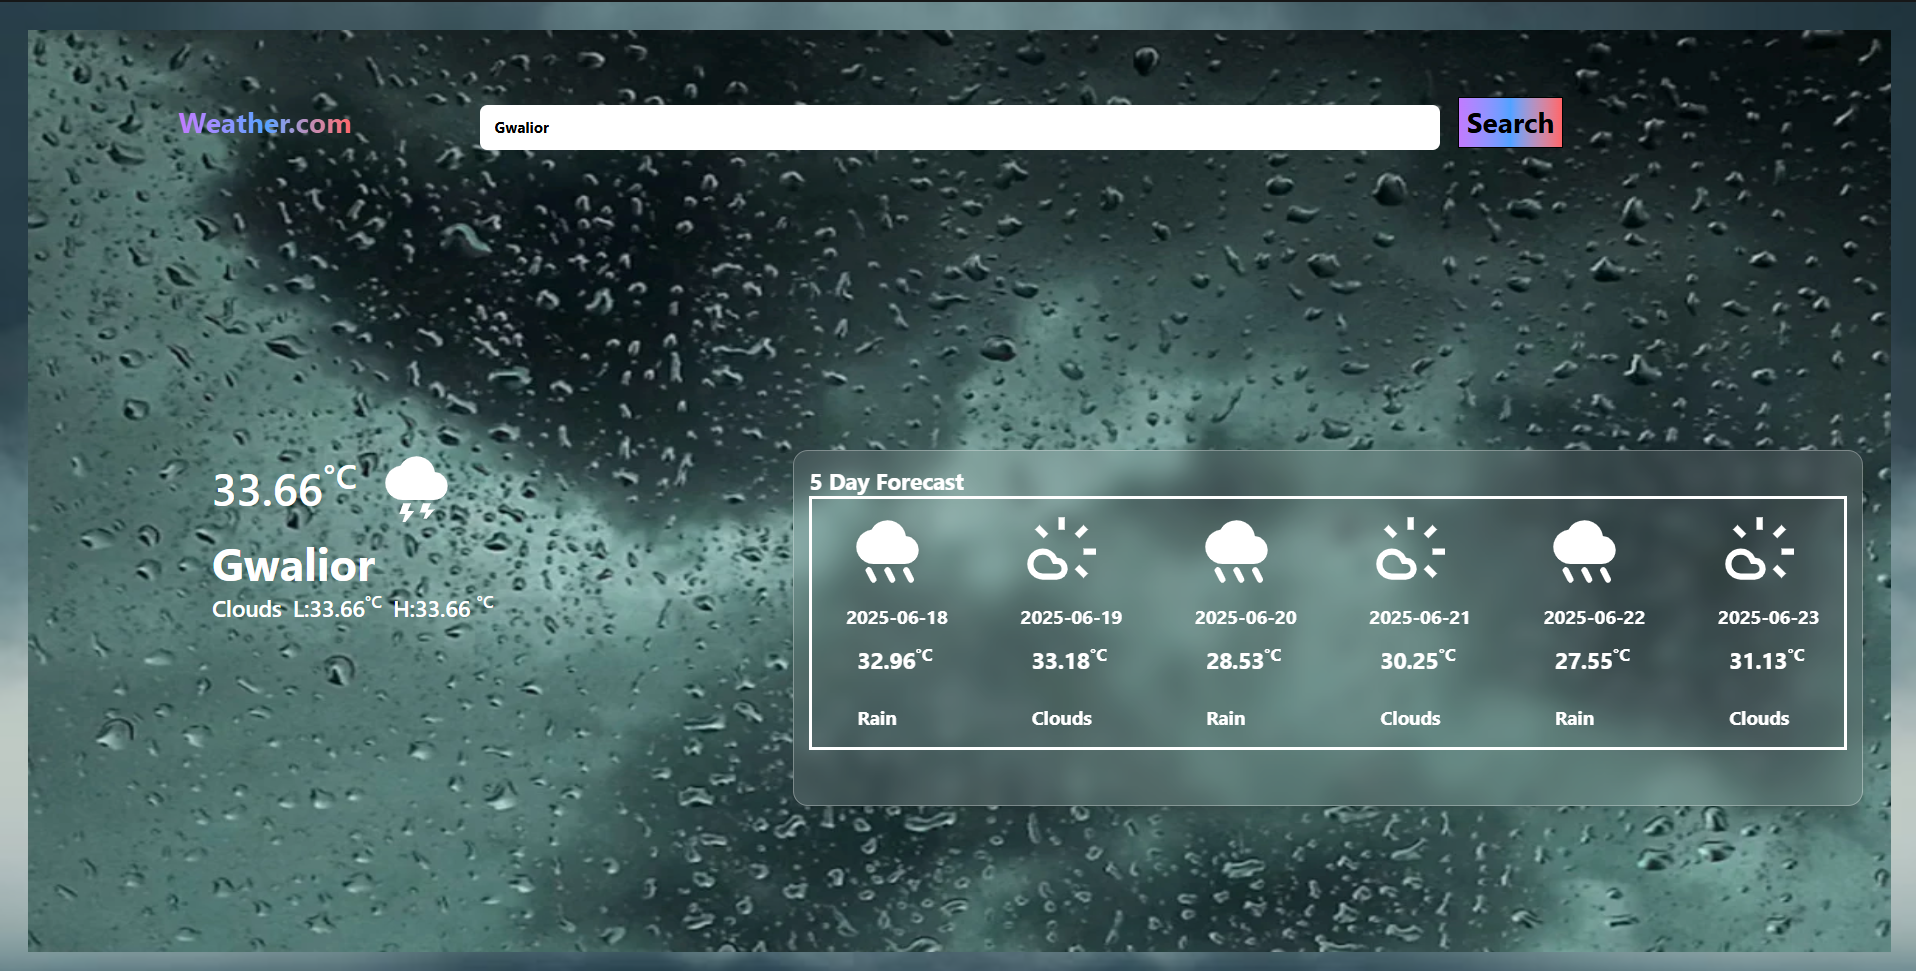 Weather.com
Gwalior
Search
33.66°C
Gwalior
Clouds L:33.66°C H:33.66 °C
5 Day Forecast
2025-06-18 2025-06-19 2025-06-20 2025-06-21 2025-06-22 2025-06-23
32.96°C 33.18°C 28.53°C 30.25°C 27.55°C 31.13°C
Rain Clouds Rain Clouds Rain Clouds